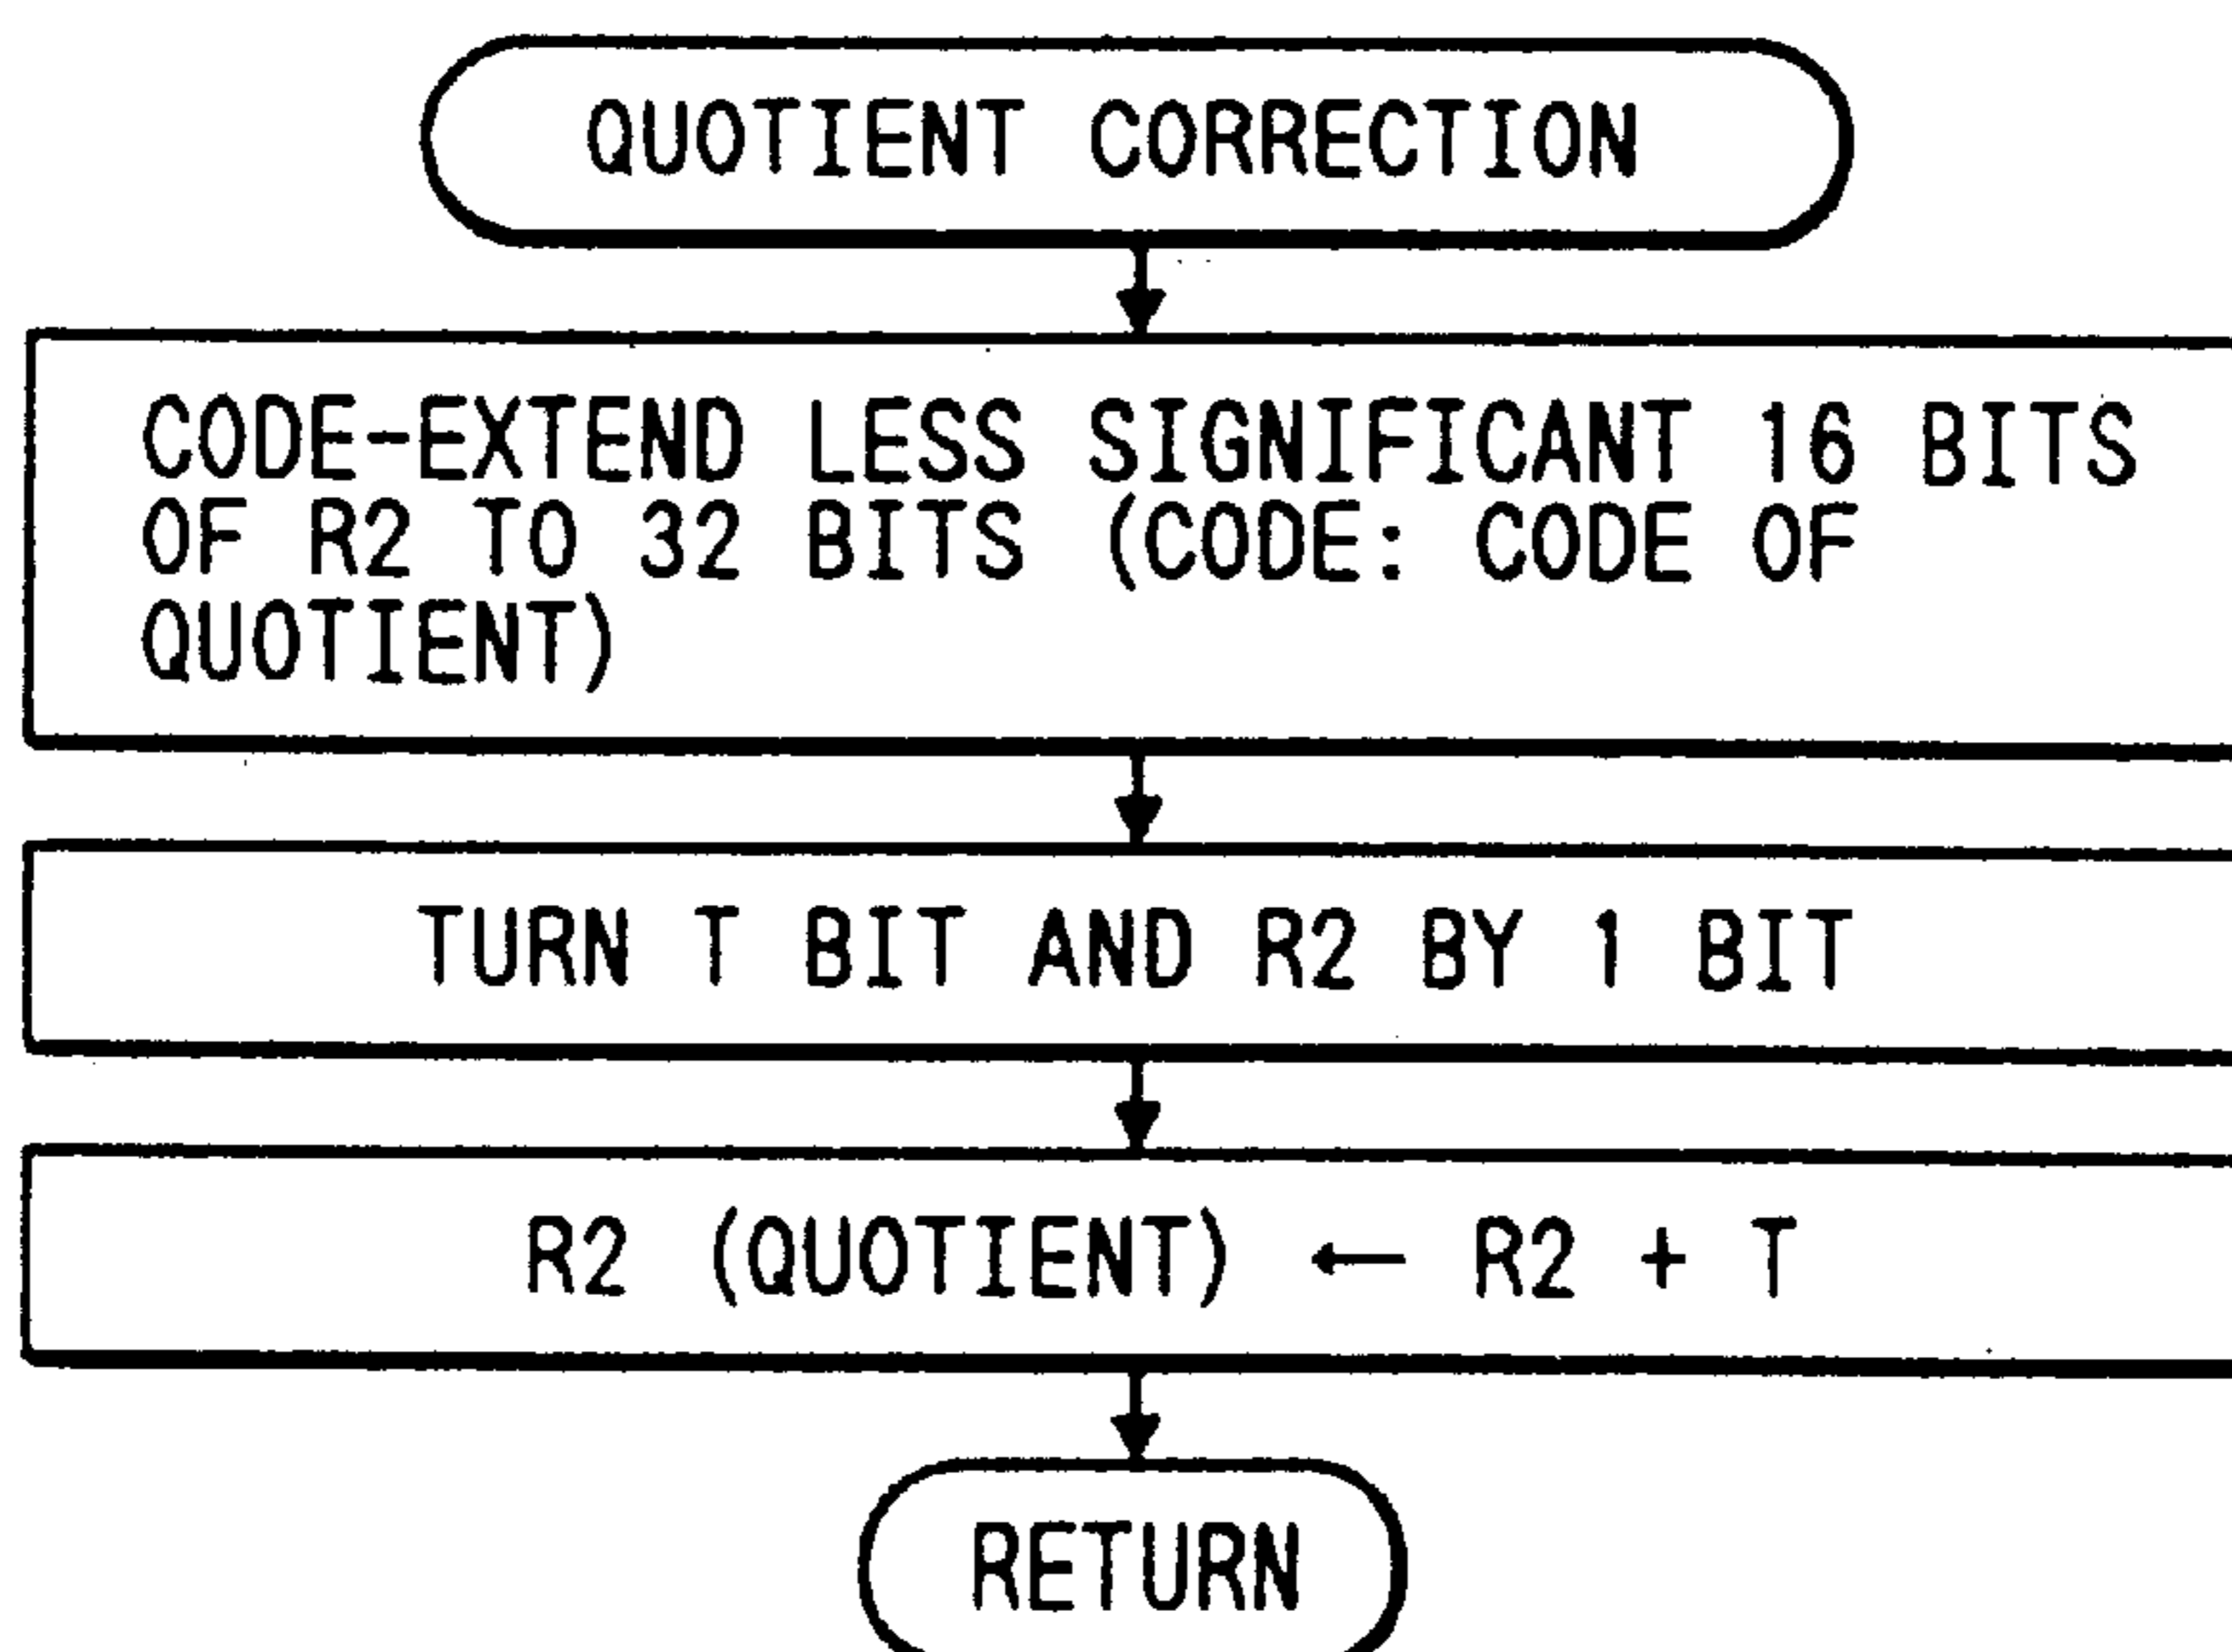 QUOTIENT CORRECTION
CODE-EXTEND LESS SIGNIFICANT 16 BITS
OF R2 TO 32 BITS (CODE: CODE OF
QUOTIENT)
TURN T BIT AND R2 BY 1 BIT
R2 (QUOTIENT) ← R2 + T
RETURN